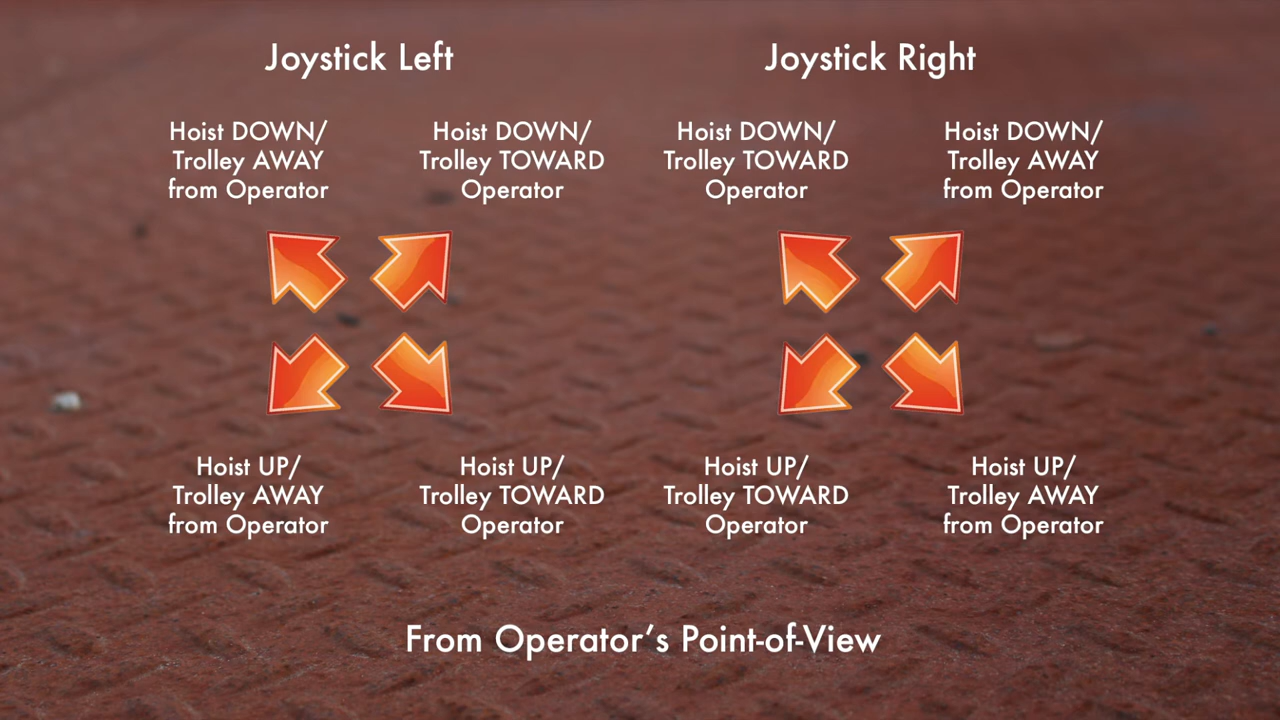 Joystick Left
Joystick Right
Hoist DOWN/
Trolley AWAY
from Operator
Hoist DOWN/
Trolley TOWARD
Operator
Hoist DOWN/
Trolley TOWARD
Operator
Hoist DOWN/
Trolley AWAY
from Operator
Hoist UP/
Trolley AWAY
from Operator
Hoist UP/
Trolley TOWARD
Operator
Hoist UP/
Trolley TOWARD
Operator
Hoist UP/
Trolley AWAY
from Operator
From Operator’s Point-of-View